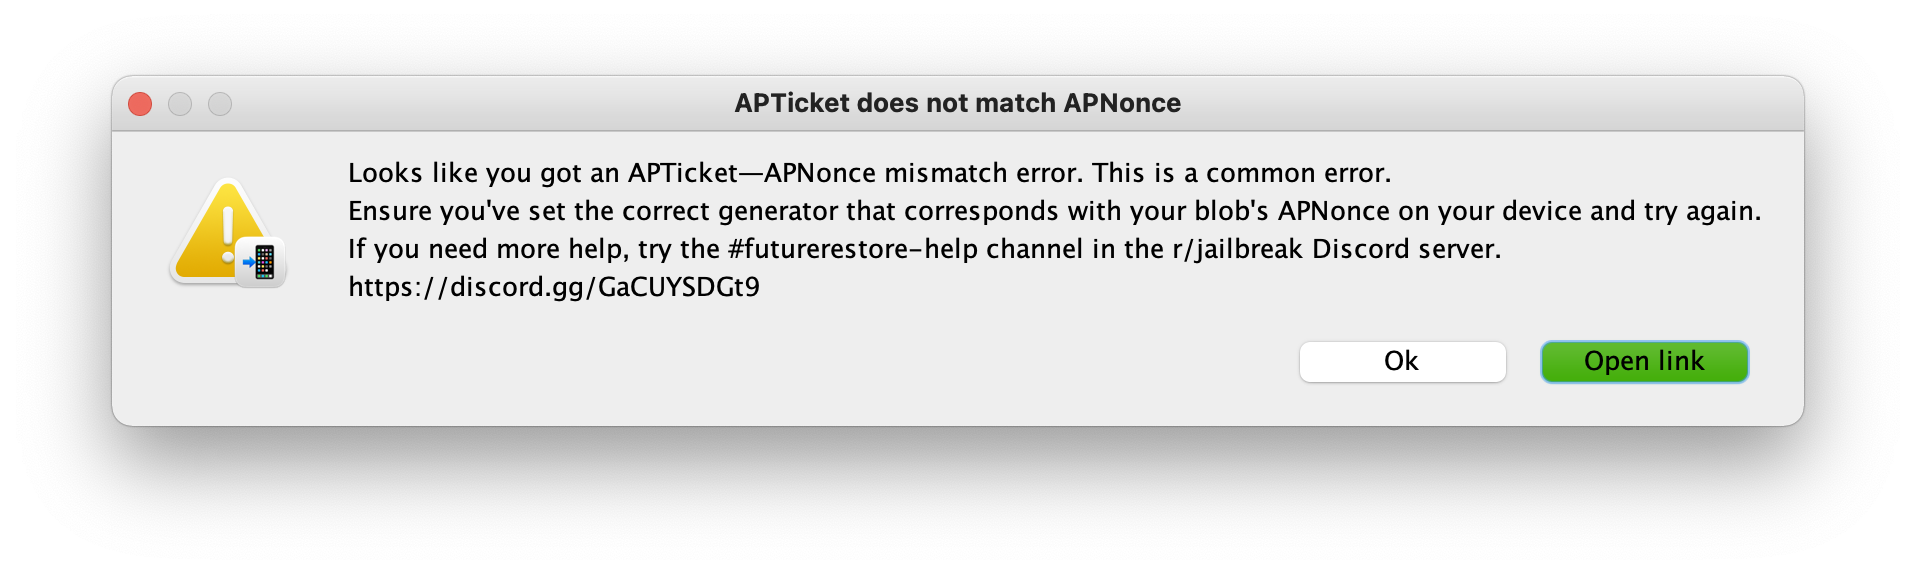 APTicket does not match APNonce
Looks like you got an APTicket—APNonce mismatch error. This is a common error.
Ensure you've set the correct generator that corresponds with your blob's APNonce on your device and try again.
If you need more help, try the #futurerestore-help channel in the r/jailbreak Discord server.
https://discord.gg/GaCUYSDGt9
Ok
Open link